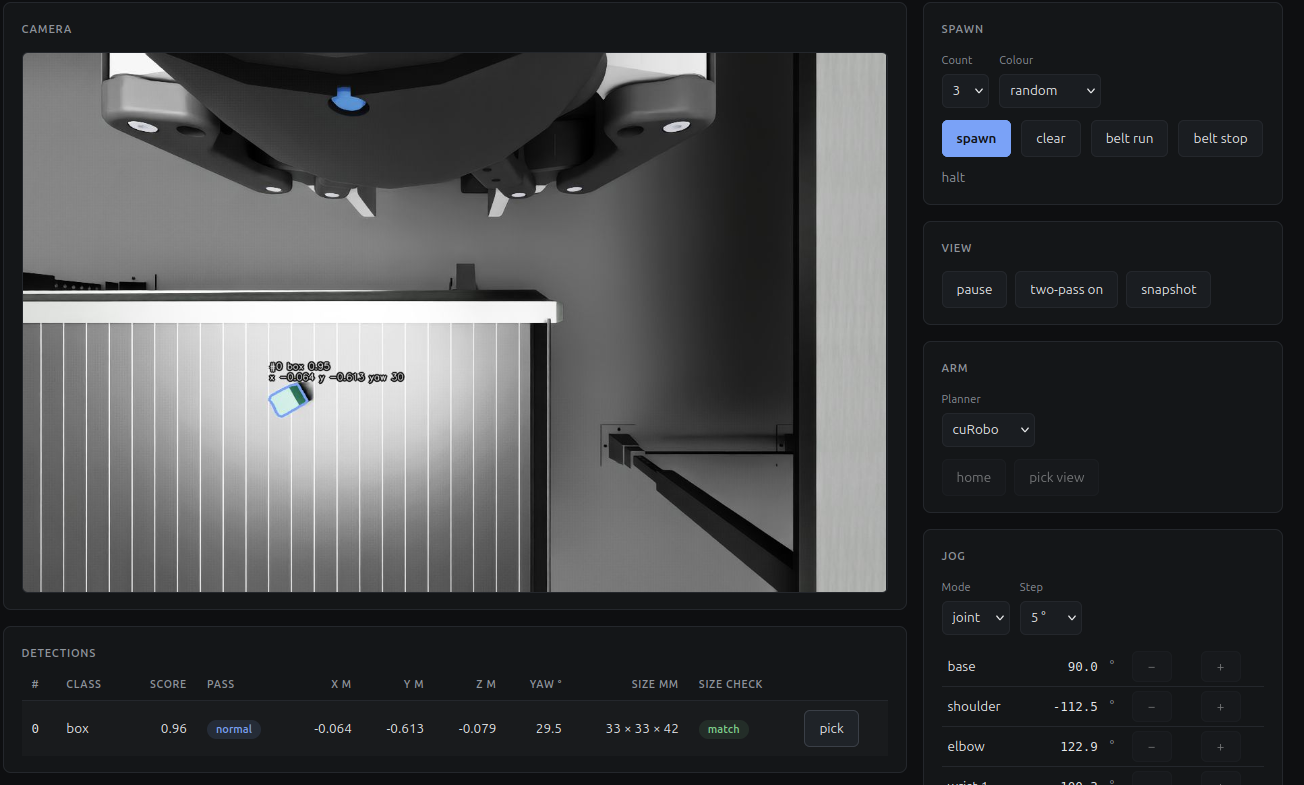 CAMERA
#0 box 0.95
x -0.064 y -0.613 yaw 30
DETECTIONS
# CLASS SCORE PASS X M Y M Z M YAW ° SIZE MM SIZE CHECK
0 box 0.96 normal -0.064 -0.613 -0.079 29.5 33 × 33 × 42 match pick
SPAWN
Count Colour
3 random
spawn clear belt run belt stop
halt
VIEW
pause two-pass on snapshot
ARM
Planner
cuRobo
home pick view
JOG
Mode Step
joint 5 °
base 90.0 ° − +
shoulder -112.5 ° − +
elbow 122.9 ° − +